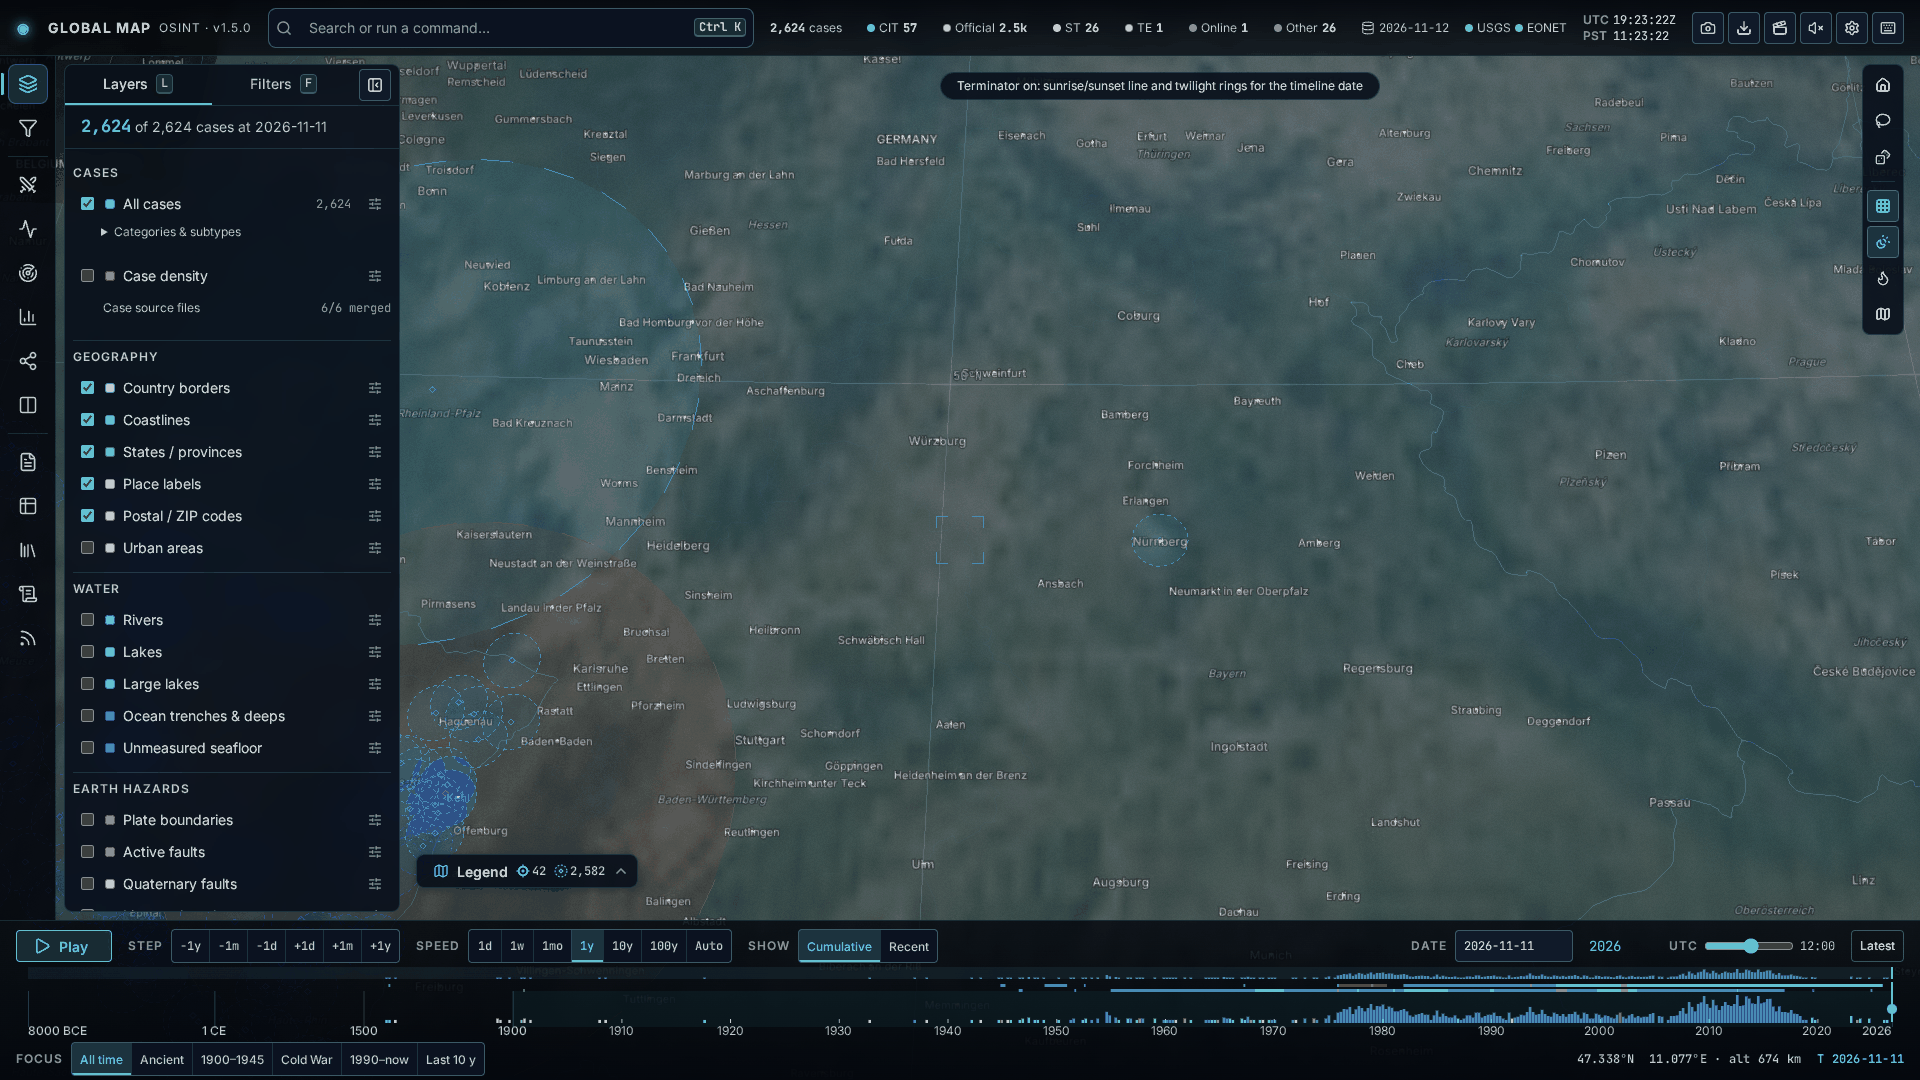 GLOBAL MAP OSINT · v1.5.0
Search or run a command... Ctrl K
2,624 cases CIT 57 Official 2.5k ST 26 TE 1 Online 1 Other 26 2026-11-12 USGS EONET
UTC 19:23:22Z
PST 11:23:22
Terminator on: sunrise/sunset line and twilight rings for the timeline date
Layers L Filters F
2,624 of 2,624 cases at 2026-11-11
CASES
All cases 2,624
Categories & subtypes
Case density
Case source files 6/6 merged
GEOGRAPHY
Country borders
Coastlines
States / provinces
Place labels
Postal / ZIP codes
Urban areas
WATER
Rivers
Lakes
Large lakes
Ocean trenches & deeps
Unmeasured seafloor
EARTH HAZARDS
Plate boundaries
Active faults
Quaternary faults
Kassel
Wuppertal
Remscheid
Lüdenscheid
Leverkusen
Gummersbach
Cologne
Kreuztal
Siegen
Troisdorf
Bonn
Marburg an der Lahn
GERMANY
Bad Hersfeld
Eisenach
Gotha
Erfurt
Weimar
Thüringen
Jena
Altenburg
Gera
Radebeul
Bautzen
Sachsen
Pirna
Freiberg
Chemnitz
Děčín
Zwickau
Ústí Nad Labem
Česká Lípa
Ilmenau
Suhl
Gießen
Hessen
Fulda
Plauen
Chomutov
Ústecký
Neuwied
Koblenz
Limburg an der Lahn
Bad Nauheim
Hof
Coburg
Bad Homburg vor der Höhe
Taunusstein
Wiesbaden
Frankfurt
Karlovy Vary
Karlovarský
Kladno
Prague
Cheb
Mainz
Dreieich
Aschaffenburg
50°N
Schweinfurt
Bayreuth
Rheinland-Pfalz
Bad Kreuznach
Darmstadt
Bamberg
Würzburg
Středočeský
Bensheim
Worms
Forchheim
Weiden
Plzen
Příbram
Plzeňský
Erlangen
Mannheim
Kaiserslautern
Heidelberg
Nürnberg
Amberg
Tábor
Neustadt an der Weinstraße
Ansbach
Neumarkt in der Oberpfalz
Písek
Pirmasens
Landau in der Pfalz
Sinsheim
Bruchsal
Heilbronn
Schwäbisch Hall
Jihočeský
Bretten
Karlsruhe
Ettlingen
Bayern
Regensburg
České Budějovice
Rastatt
Pforzheim
Ludwigsburg
Haguenau
Baden-Baden
Stuttgart
Schorndorf
Aalen
Straubing
Deggendorf
Ingolstadt
Sindelfingen
Göppingen
Kirchheim unter Teck
Heidenheim an der Brenz
Baden-Württemberg
Kehl
Offenburg
Reutlingen
Passau
Landshut
Ulm
Freising
Augsburg
Erding
Linz
Balingen
Dachau
Oberösterreich
Albstadt
Legend 42 2,582
Play STEP -1y -1m -1d +1d +1m +1y SPEED 1d 1w 1mo 1y 10y 100y Auto SHOW Cumulative Recent DATE 2026-11-11 2026 UTC 12:00 Latest
8000 BCE 1 CE 1500 1900 1910 1920 1930 1940 1950 1960 1970 1980 1990 2000 2010 2020 2026
FOCUS All time Ancient 1900–1945 Cold War 1990–now Last 10 y
47.338°N 11.077°E · alt 674 km T 2026-11-11